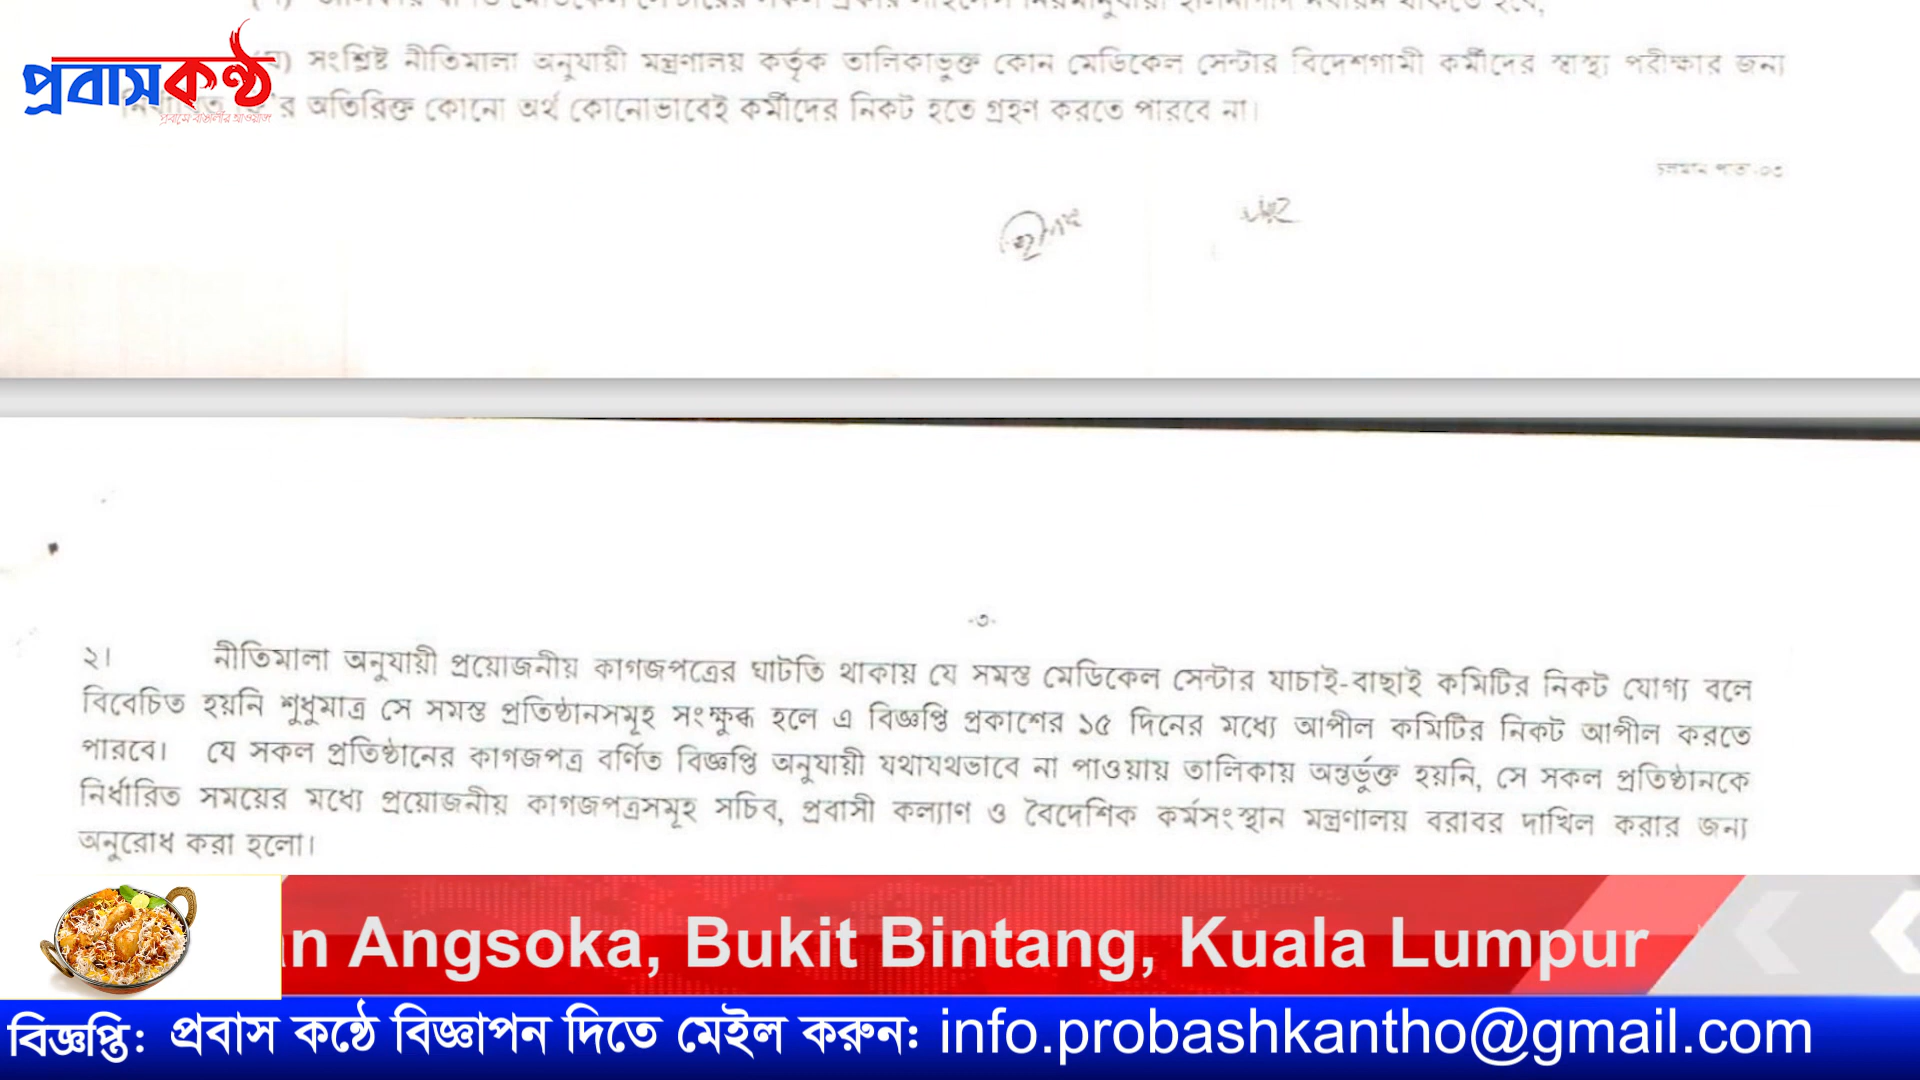 প্রবাসকণ্ঠ
সংশ্লিষ্ট নীতিমালা অনুযায়ী মন্ত্রণালয় কর্তৃক তালিকাভুক্ত কোন মেডিকেল সেন্টার বিদেশগামী কর্মীদের স্বাস্থ্য পরীক্ষার জন্য
অতিরিক্ত কোনো অর্থ কোনোভাবেই কর্মীদের নিকট হতে গ্রহণ করতে পারবে না।
-৩-
২। নীতিমালা অনুযায়ী প্রয়োজনীয় কাগজপত্রের ঘাটতি থাকায় যে সমস্ত মেডিকেল সেন্টার যাচাই-বাছাই কমিটির নিকট যোগ্য বলে
বিবেচিত হয়নি শুধুমাত্র সে সমস্ত প্রতিষ্ঠানসমূহ সংক্ষুব্ধ হলে এ বিজ্ঞপ্তি প্রকাশের ১৫ দিনের মধ্যে আপীল কমিটির নিকট আপীল করতে
পারবে। যে সকল প্রতিষ্ঠানের কাগজপত্র বর্ণিত বিজ্ঞপ্তি অনুযায়ী যথাযথভাবে না পাওয়ায় তালিকায় অন্তর্ভুক্ত হয়নি, সে সকল প্রতিষ্ঠানকে
নির্ধারিত সময়ের মধ্যে প্রয়োজনীয় কাগজপত্রসমূহ সচিব, প্রবাসী কল্যাণ ও বৈদেশিক কর্মসংস্থান মন্ত্রণালয় বরাবর দাখিল করার জন্য
অনুরোধ করা হলো।
an Angsoka, Bukit Bintang, Kuala Lumpur
বিজ্ঞপ্তি: প্রবাস কন্ঠে বিজ্ঞাপন দিতে মেইল করুন: info.probashkantho@gmail.com